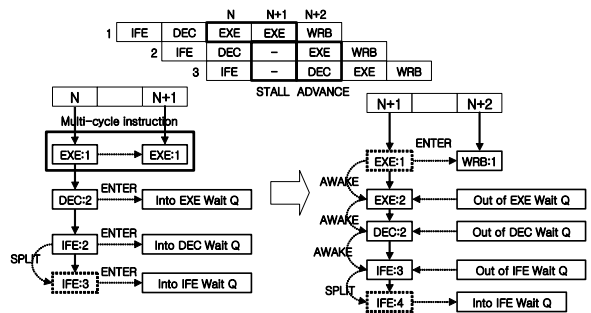 N N+1 N+2
1 IFE DEC EXE EXE WRB
2 IFE DEC - EXE WRB
3 IFE - DEC EXE WRB
STALL ADVANCE
N N+1
Multi-cycle instruction
EXE:1 EXE:1
DEC:2 ENTER Into EXE Wait Q
IFE:2 ENTER Into DEC Wait Q
SPLIT
IFE:3 ENTER Into IFE Wait Q
N+1 N+2
EXE:1 ENTER WRB:1
AWAKE
EXE:2 Out of EXE Wait Q
AWAKE
DEC:2 Out of DEC Wait Q
AWAKE
IFE:3 Out of IFE Wait Q
SPLIT
IFE:4 Into IFE Wait Q